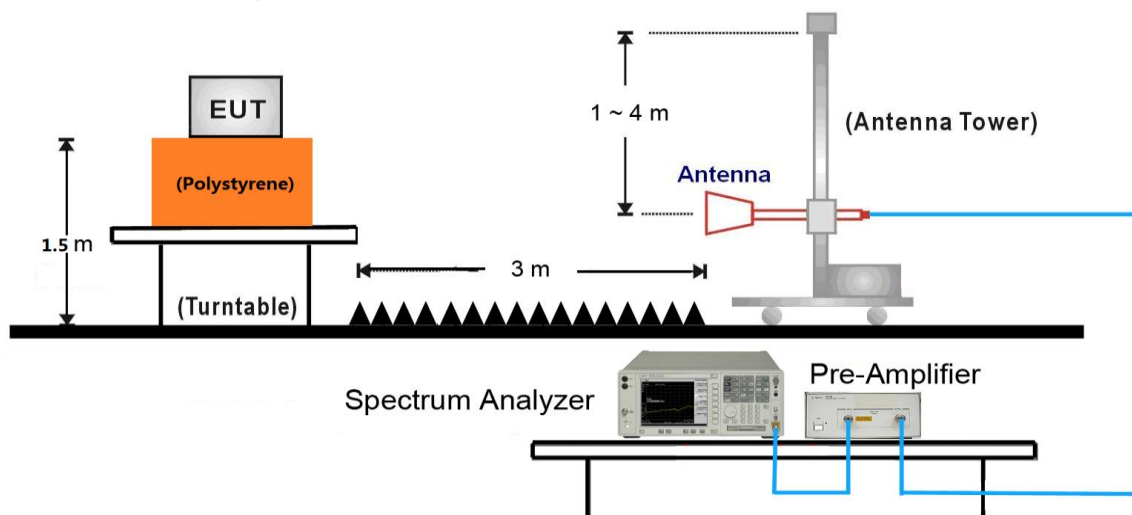 EUT
1 ~ 4 m
(Antenna Tower)
Antenna
(Polystyrene)
1.5 m
3 m
(Turntable)
Pre-Amplifier
Spectrum Analyzer